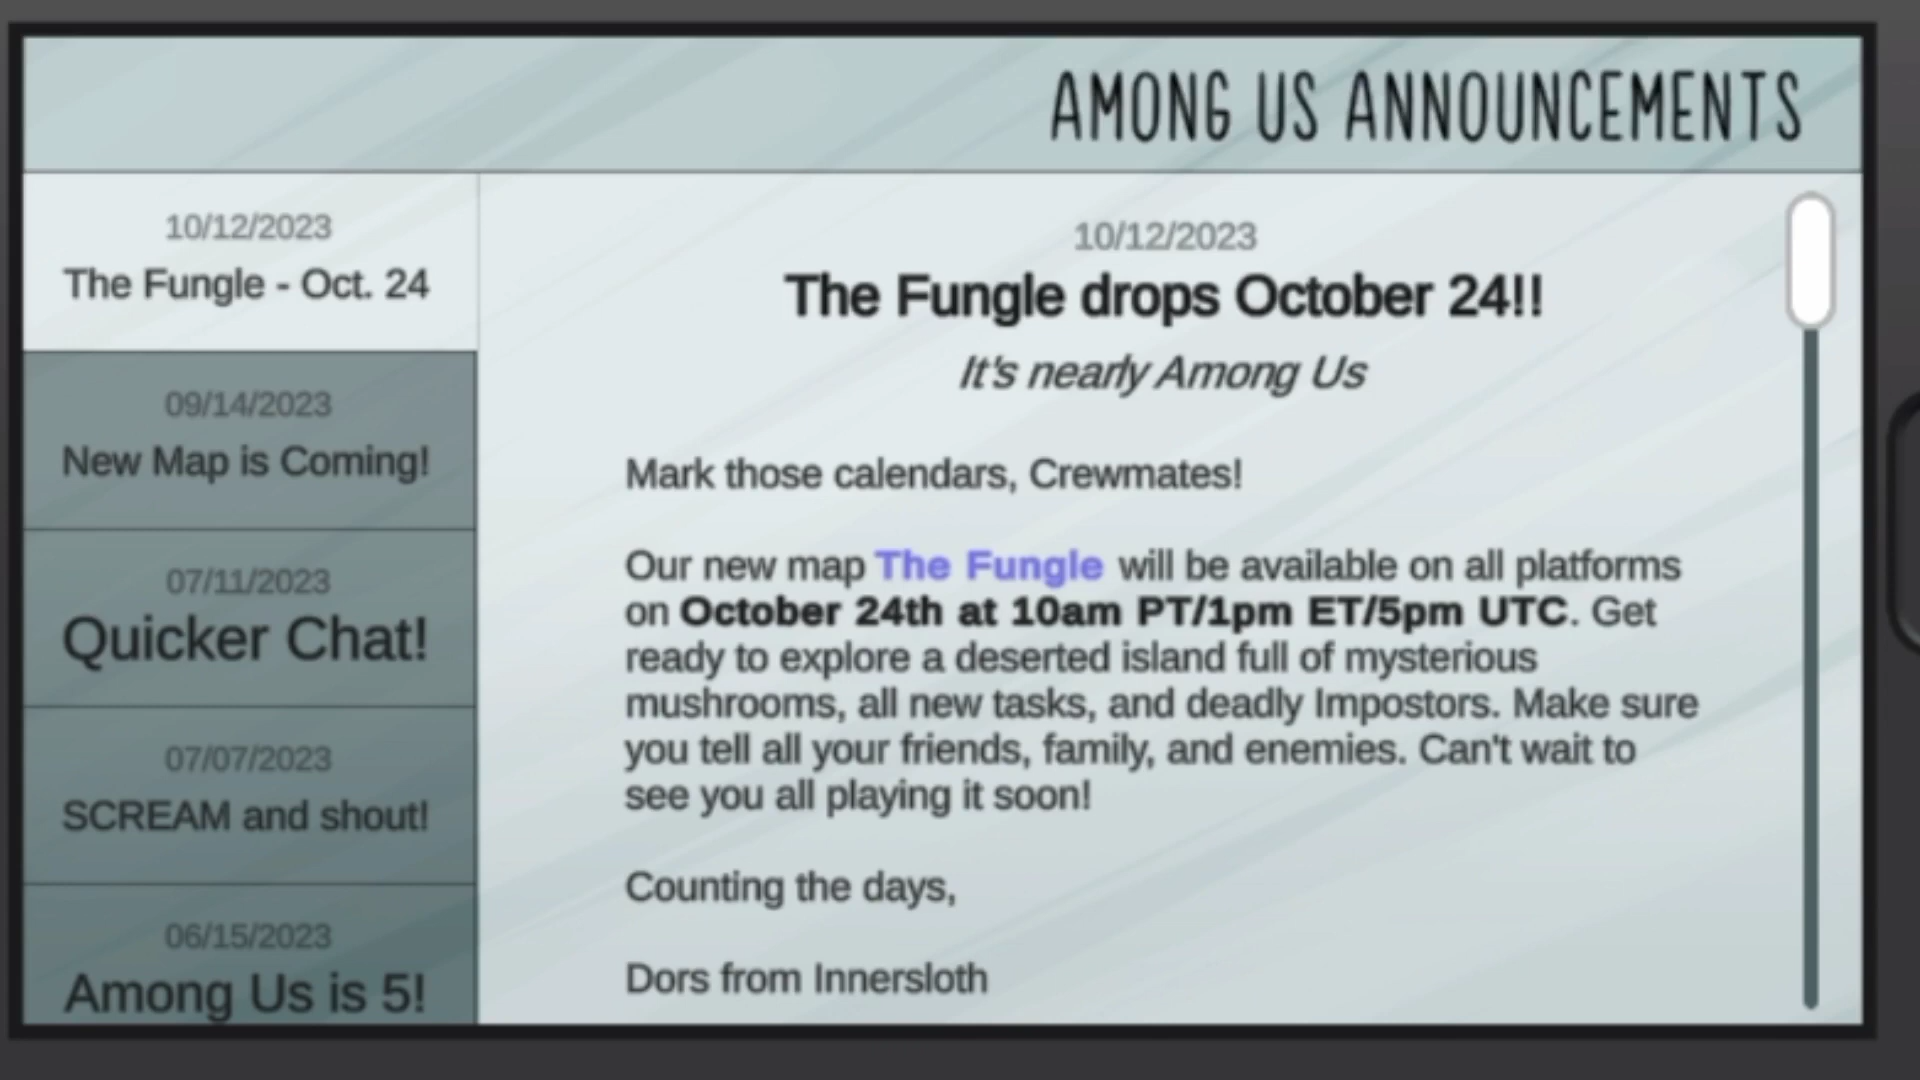 AMONG US ANNOUNCEMENTS
10/12/2023
The Fungle - Oct. 24
09/14/2023
New Map is Coming!
07/11/2023
Quicker Chat!
07/07/2023
SCREAM and shout!
06/15/2023
Among Us is 5!
10/12/2023
The Fungle drops October 24!!
It's nearly Among Us
Mark those calendars, Crewmates!
Our new map The Fungle will be available on all platforms
on October 24th at 10am PT/1pm ET/5pm UTC. Get
ready to explore a deserted island full of mysterious
mushrooms, all new tasks, and deadly Impostors. Make sure
you tell all your friends, family, and enemies. Can't wait to
see you all playing it soon!
Counting the days,
Dors from Innersloth